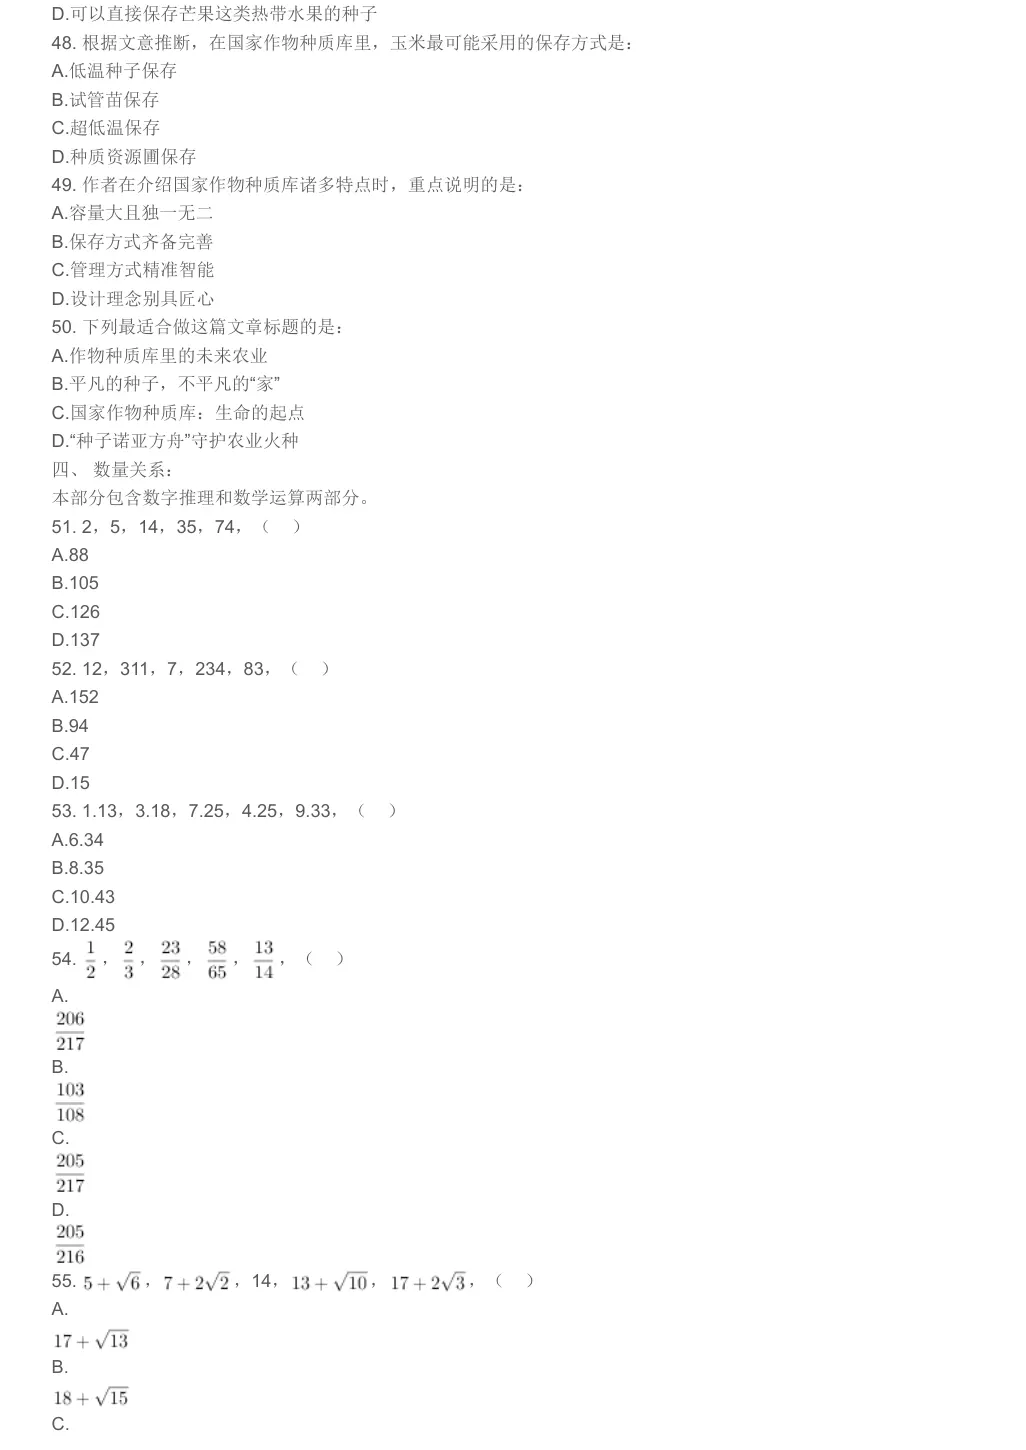 D.可以直接保存芒果这类热带水果的种子
48. 根据文意推断，在国家作物种质库里，玉米最可能采用的保存方式是：
A.低温种子保存
B.试管苗保存
C.超低温保存
D.种质资源圃保存
49. 作者在介绍国家作物种质库诸多特点时，重点说明的是：
A.容量大且独一无二
B.保存方式齐备完善
C.管理方式精准智能
D.设计理念别具匠心
50. 下列最适合做这篇文章标题的是：
A.作物种质库里的未来农业
B.平凡的种子，不平凡的“家”
C.国家作物种质库：生命的起点
D.“种子诺亚方舟”守护农业火种
四、 数量关系：
本部分包含数字推理和数学运算两部分。
51. 2，5，14，35，74，（　）
A.88
B.105
C.126
D.137
52. 12，311，7，234，83，（　）
A.152
B.94
C.47
D.15
53. 1.13，3.18，7.25，4.25，9.33，（　）
A.6.34
B.8.35
C.10.43
D.12.45
54. 1/2，2/3，23/28，58/65，13/14，（　）
A.
206/217
B.
103/108
C.
205/217
D.
205/216
55. 5+√6，7+2√2，14，13+√10，17+2√3，（　）
A.
17+√13
B.
18+√15
C.